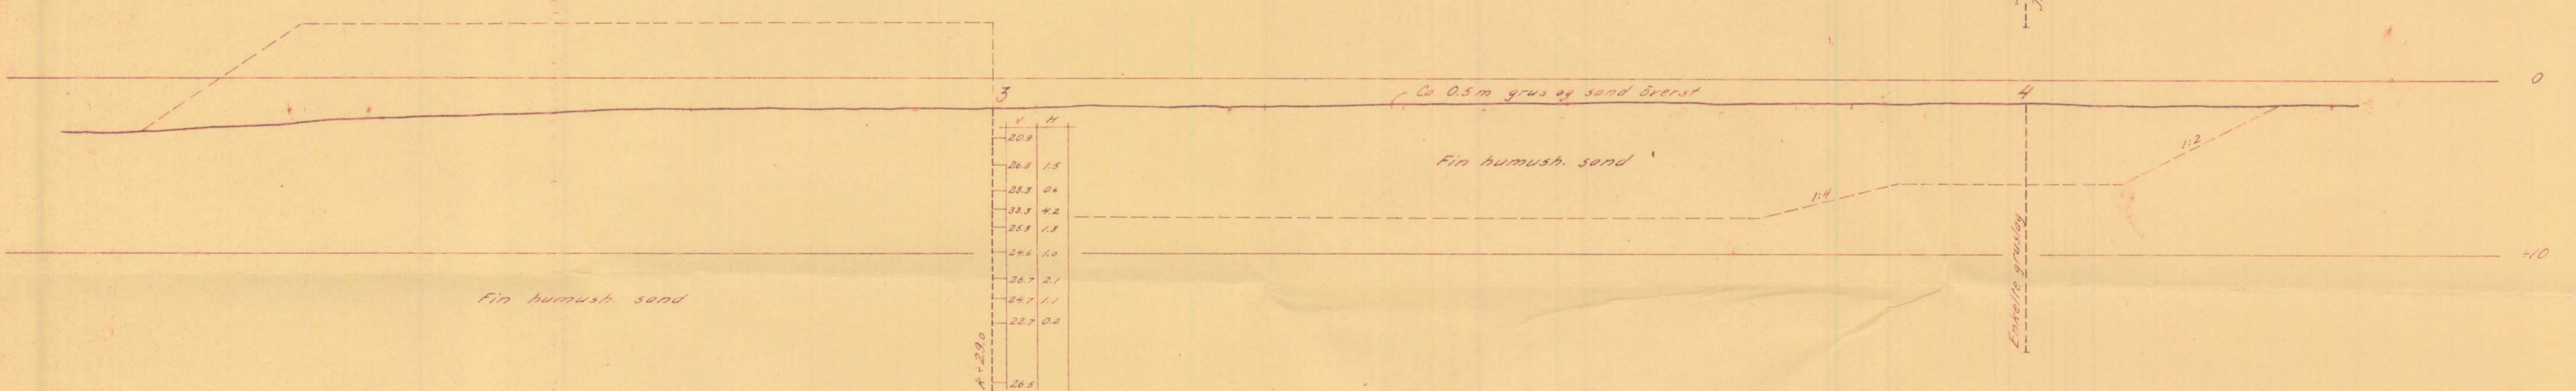 0
3
Ca 0.5m grus og sand överst
4
V H
20.9
26.8 1.5
23.3 0.6
33.3 4.2
25.3 1.3
24.6 1.0
26.7 2.1
24.7 1.1
22.7 0.2
26.5
Fin humush. sand
1:4
1:2
÷10
Fin humush. sand
Enkelte gruslag
k ÷ 29.0